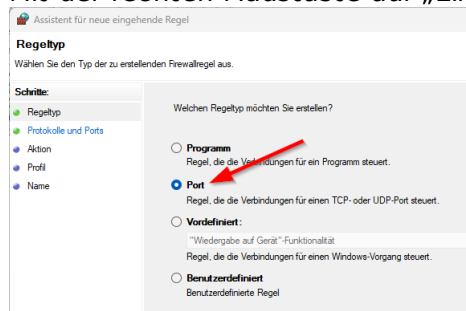 Assistent für neue eingehende Regel
Regeltyp
Wählen Sie den Typ der zu erstellenden Firewallregel aus.
Schritte:
Regeltyp
Protokolle und Ports
Aktion
Profil
Name
Welchen Regeltyp möchten Sie erstellen?
Programm
Regel, die die Verbindungen für ein Programm steuert.
Port
Regel, die die Verbindungen für einen TCP- oder UDP-Port steuert.
Vordefiniert:
"Wiedergabe auf Gerät"-Funktionalität
Regel, die die Verbindungen für einen Windows-Vorgang steuert.
Benutzerdefiniert
Benutzerdefinierte Regel